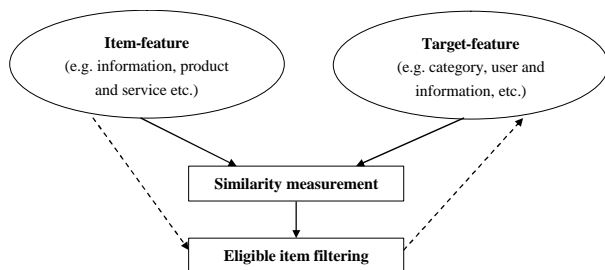 Item-feature
(e.g. information, product
and service etc.)
Target-feature
(e.g. category, user and
information, etc.)
Similarity measurement
Eligible item filtering